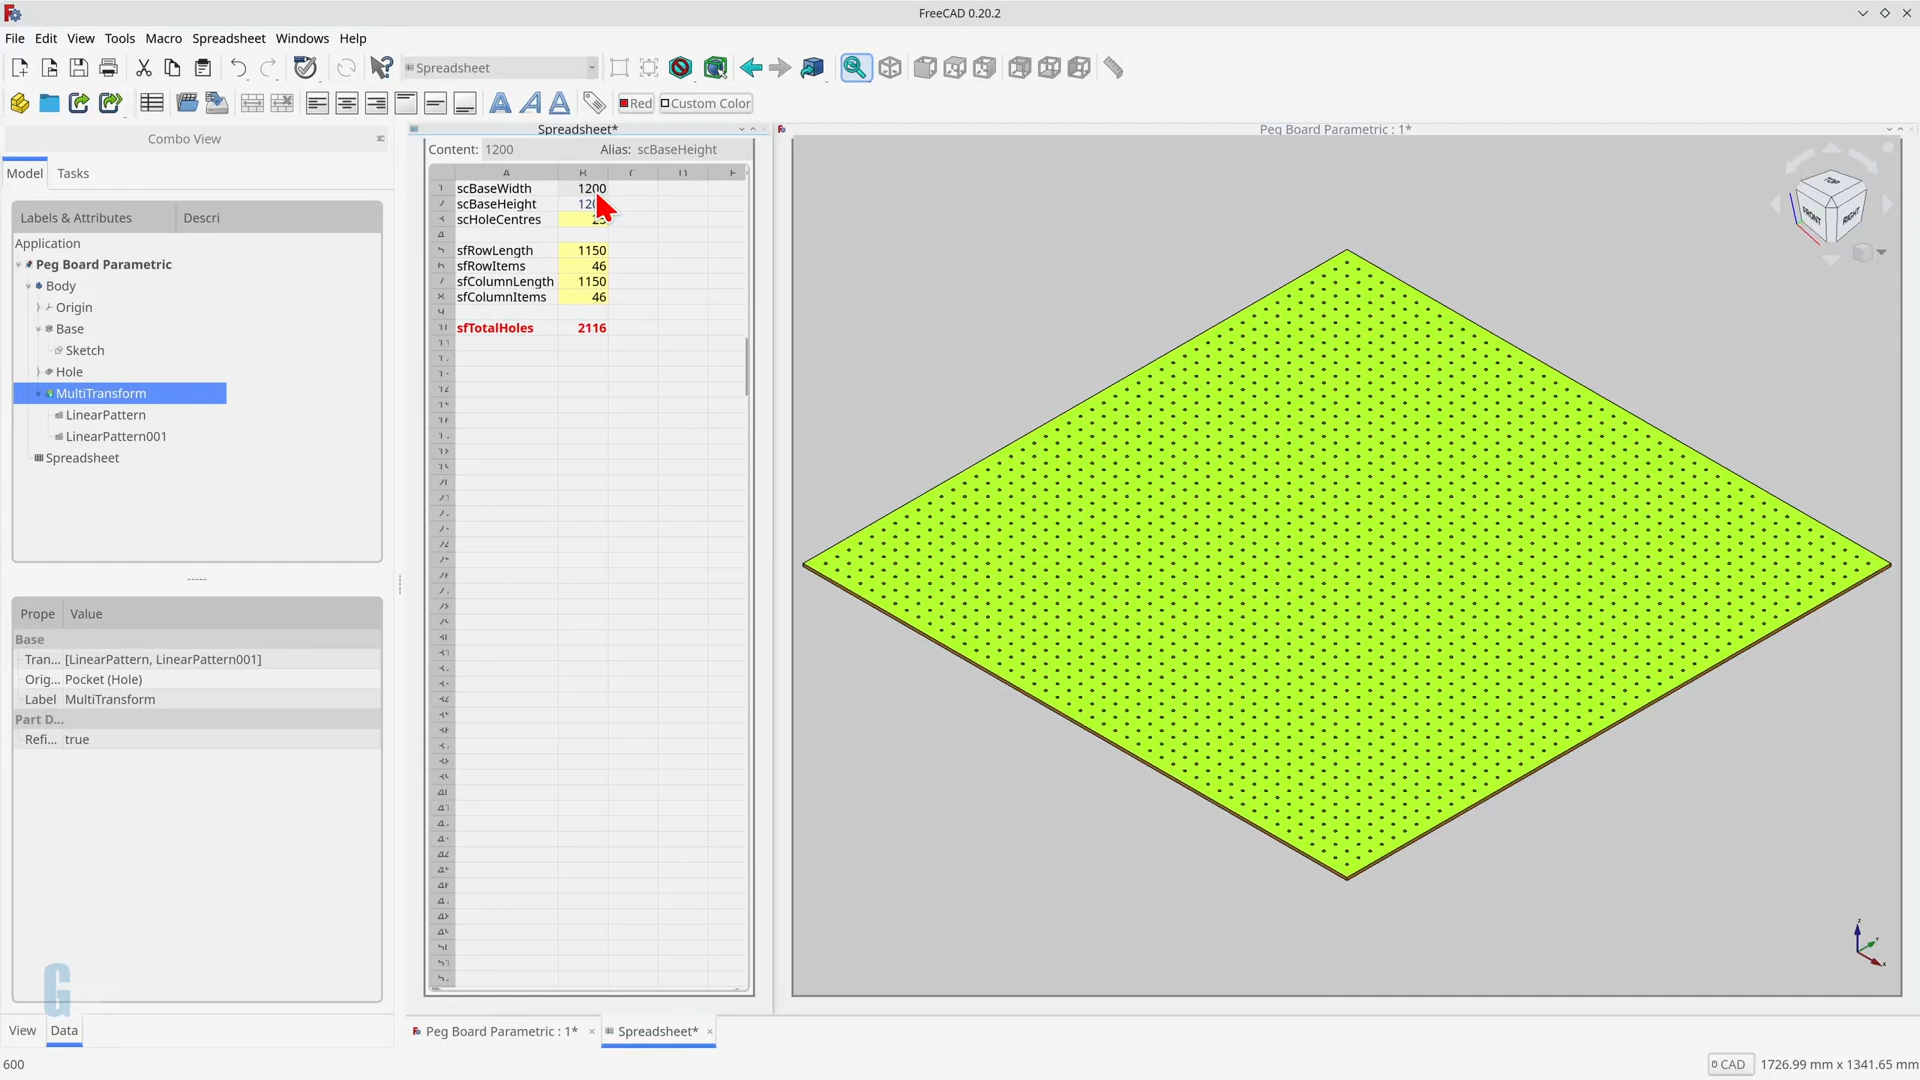 FreeCAD 0.20.2
File Edit View Tools Macro Spreadsheet Windows Help
Spreadsheet
Red Custom Color
Combo View
Model Tasks
Labels & Attributes Descri
Application
Peg Board Parametric
Body
Origin
Base
Sketch
Hole
MultiTransform
LinearPattern
LinearPattern001
Spreadsheet
Prope Value
Base
Tran... [LinearPattern, LinearPattern001]
Orig... Pocket (Hole)
Label MultiTransform
Part D...
Refi... true
View Data
G
Spreadsheet*
Content: 1200 Alias: scBaseHeight
scBaseWidth 1200
scBaseHeight
scHoleCentres
sfRowLength 1150
sfRowItems 46
sfColumnLength 1150
sfColumnItems 46
sfTotalHoles 2116
Peg Board Parametric : 1*
TOP
FRONT
RIGHT
Z
Y
X
Peg Board Parametric : 1* Spreadsheet*
600
CAD 1726.99 mm x 1341.65 mm